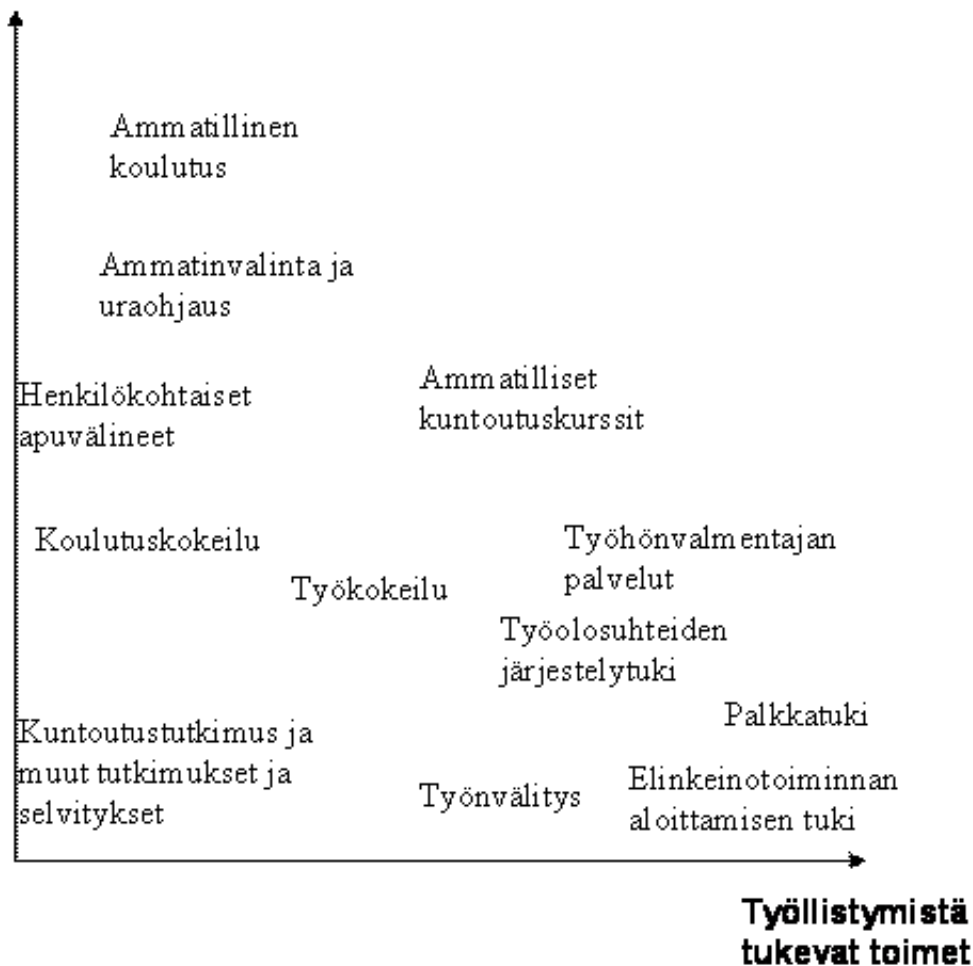 Ammatillinen
koulutus
Ammatinvalinta ja
uraohjaus
Henkilökohtaiset
apuvälineet
Ammatilliset
kuntoutuskurssit
Koulutuskokeilu
Työkokeilu
Työhönvalmentajan
palvelut
Työolosuhteiden
järjestelytuki
Palkkatuki
Kuntoutustutkimus ja
muut tutkimukset ja
selvitykset
Työnvälitys
Elinkeinotoiminnan
aloittamisen tuki
Työllistymistä
tukevat toimet